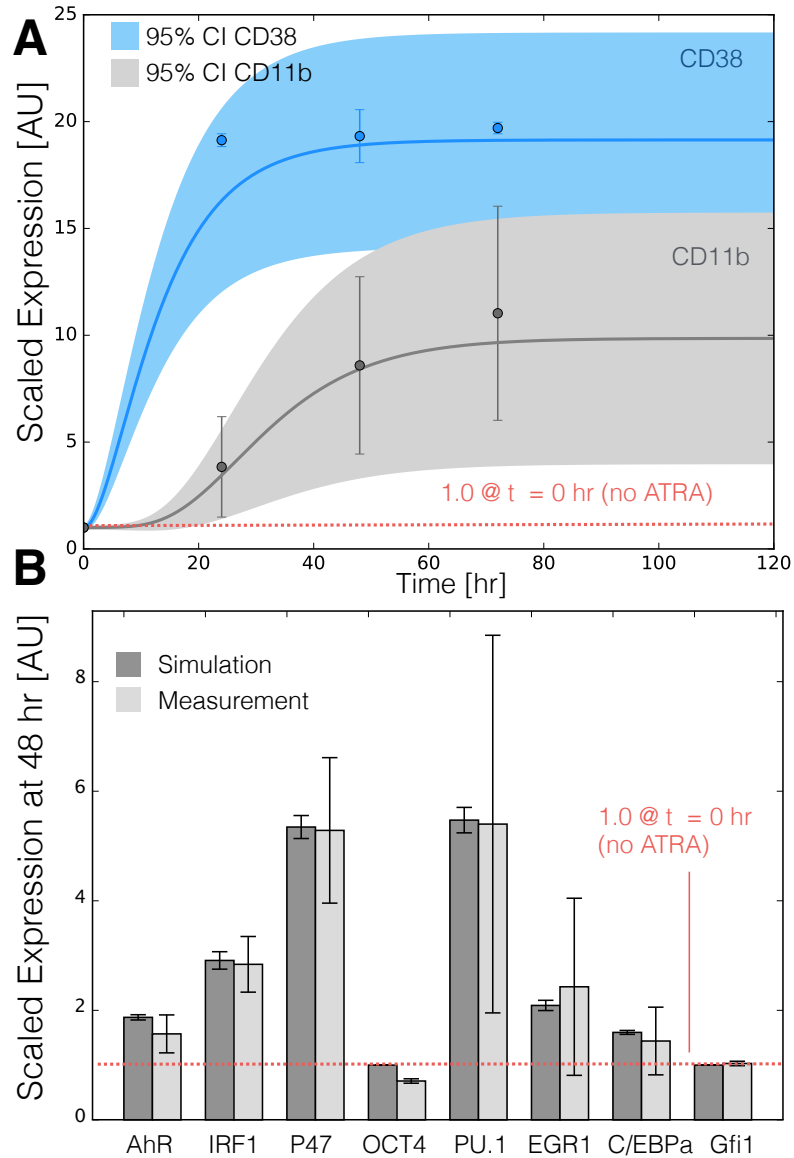 A
25
95% CI CD38
95% CI CD11b
CD38
20
15
CD11b
10
5
1.0 @ t = 0 hr (no ATRA)
0
0 20 40 60 80 100 120
Scaled Expression [AU]
Time [hr]
B
Simulation
Measurement
8
6
1.0 @ t = 0 hr
(no ATRA)
4
2
0
AhR IRF1 P47 OCT4 PU.1 EGR1 C/EBPa Gfi1
Scaled Expression at 48 hr [AU]